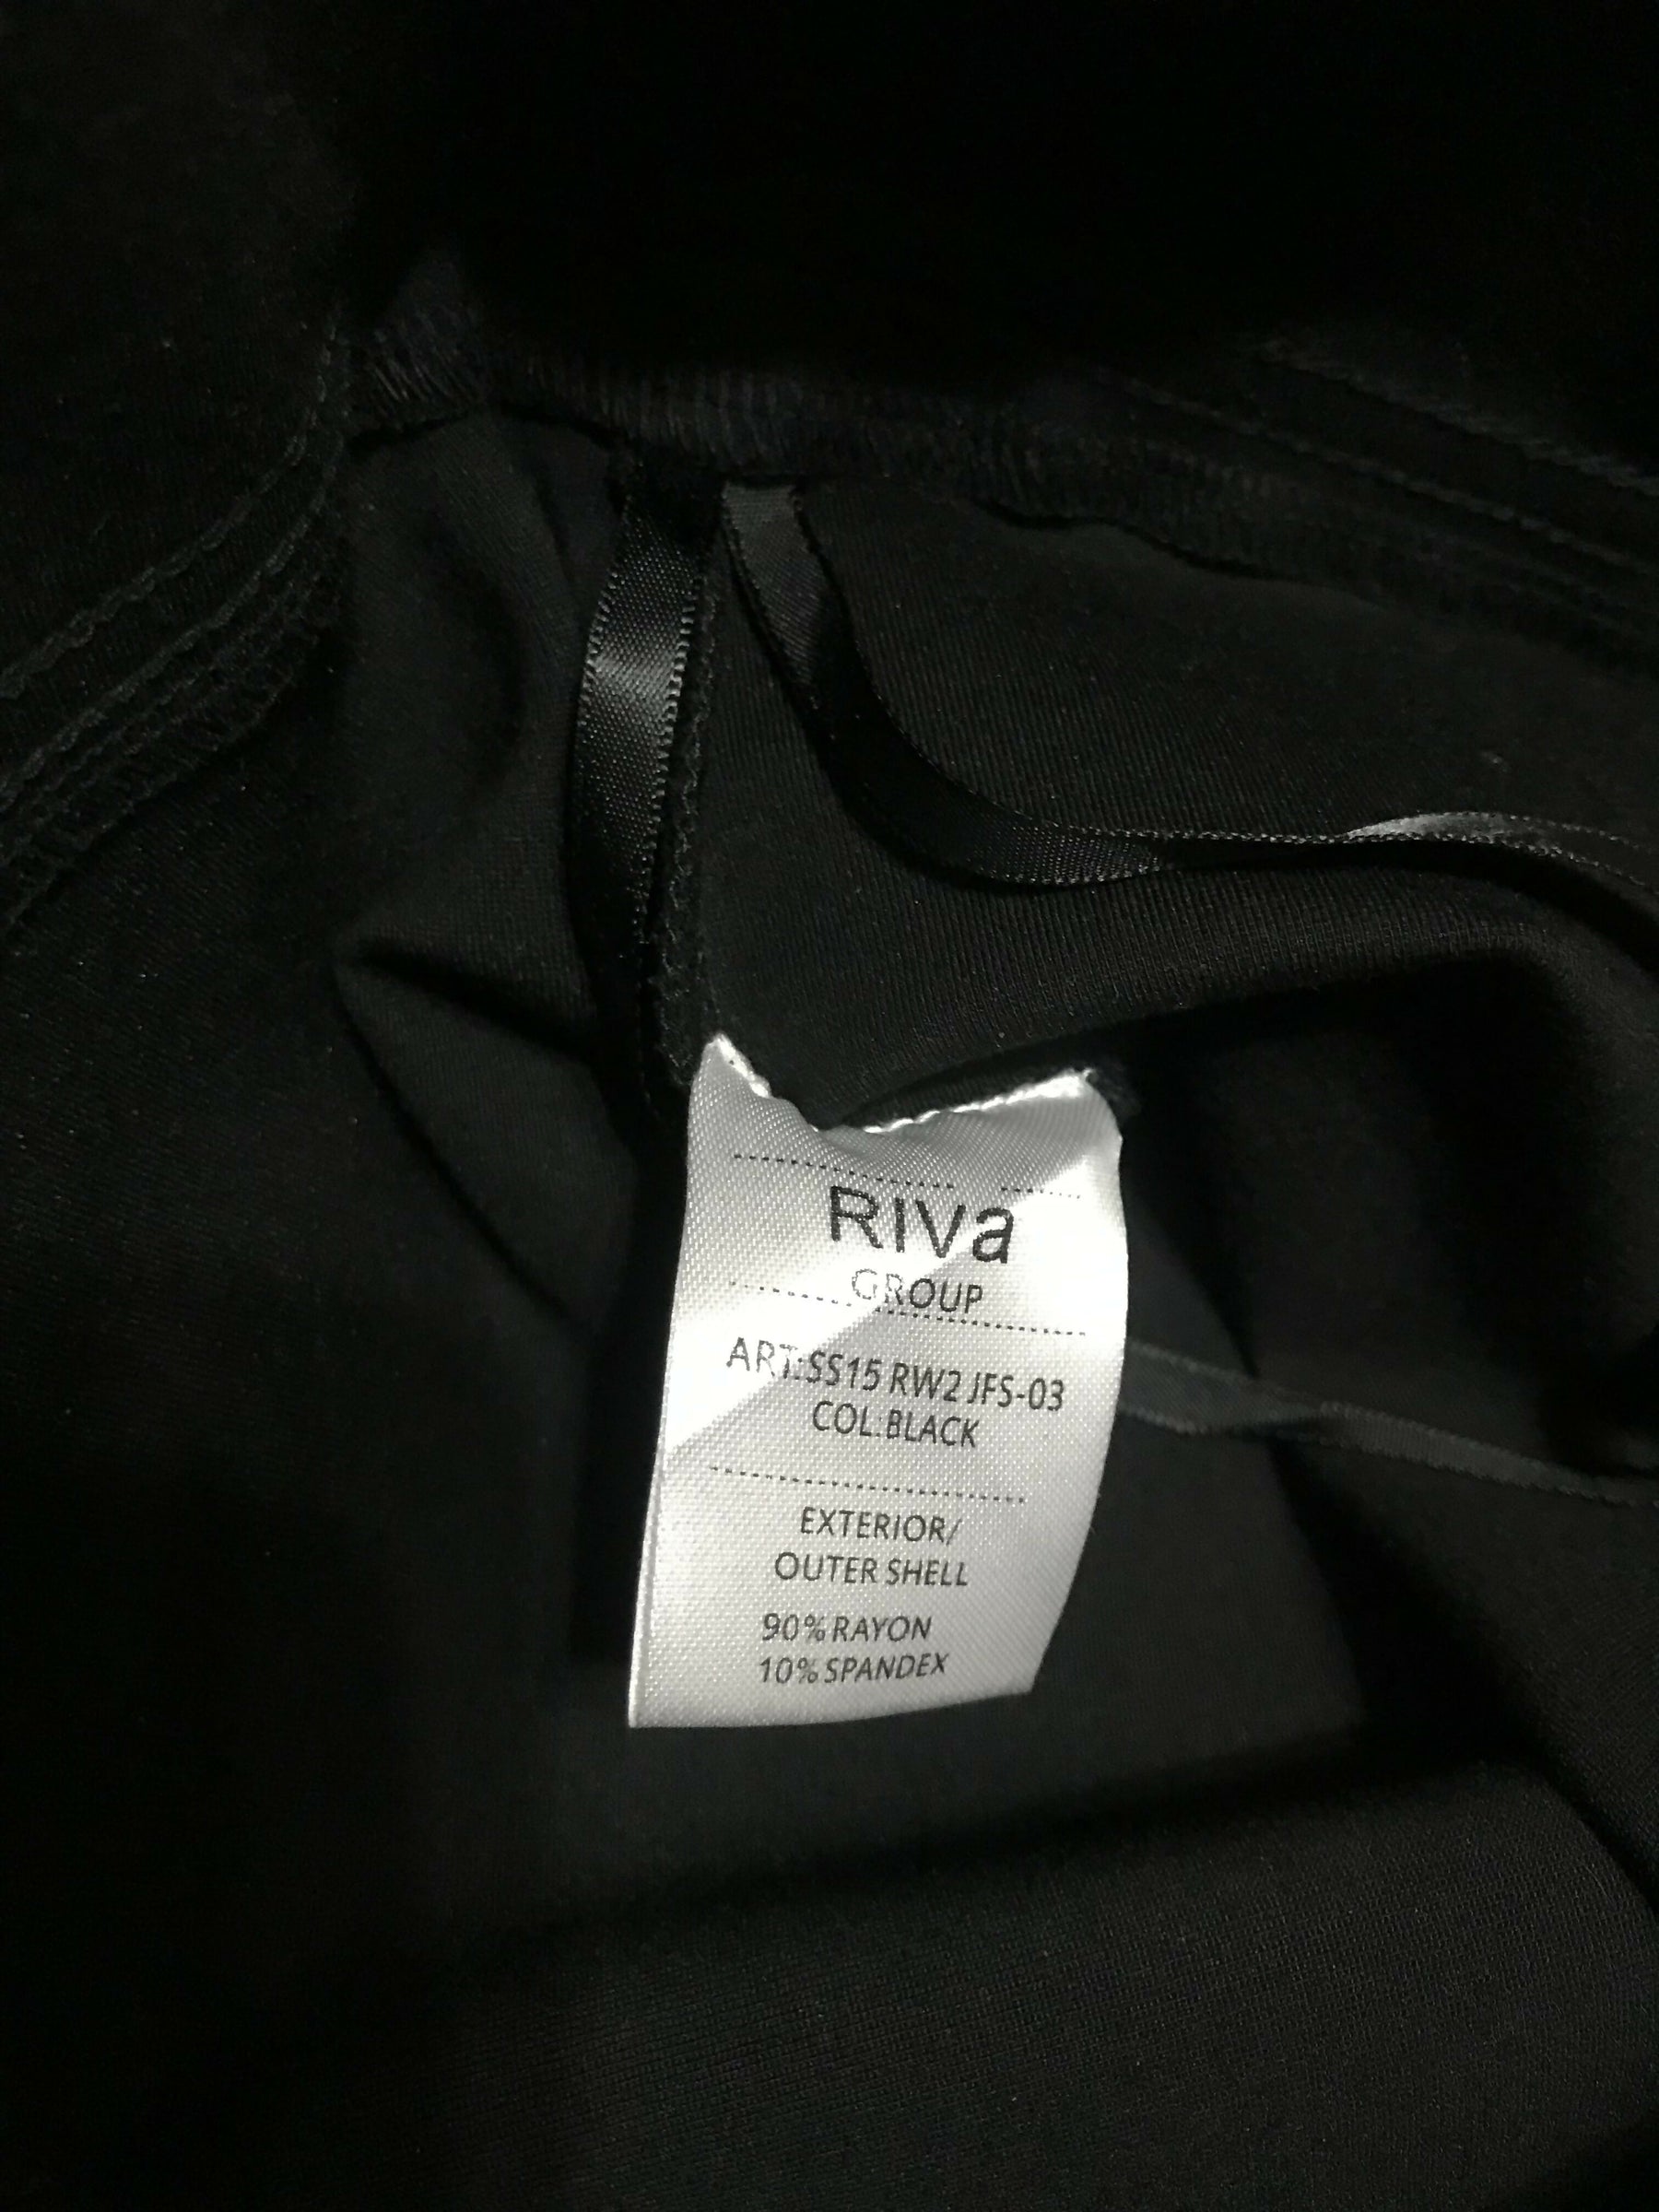 RIVa
GROUP
ART:SS15 RW2 JFS-03
COL:BLACK
EXTERIOR/
OUTER SHELL
90% RAYON
10% SPANDEX